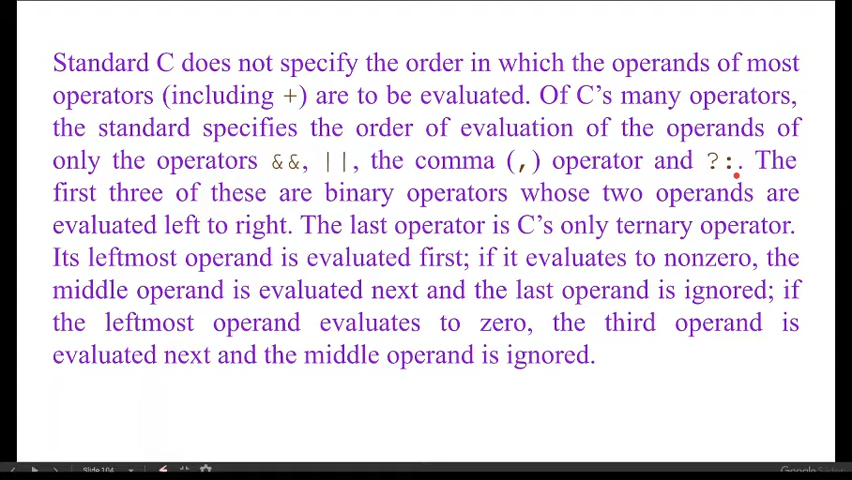 Standard C does not specify the order in which the operands of most
operators (including +) are to be evaluated. Of C's many operators,
the standard specifies the order of evaluation of the operands of
only the operators &&, ||, the comma (,) operator and ?:. The
first three of these are binary operators whose two operands are
evaluated left to right. The last operator is C's only ternary operator.
Its leftmost operand is evaluated first; if it evaluates to nonzero, the
middle operand is evaluated next and the last operand is ignored; if
the leftmost operand evaluates to zero, the third operand is
evaluated next and the middle operand is ignored.
Slide 104
Google Slides